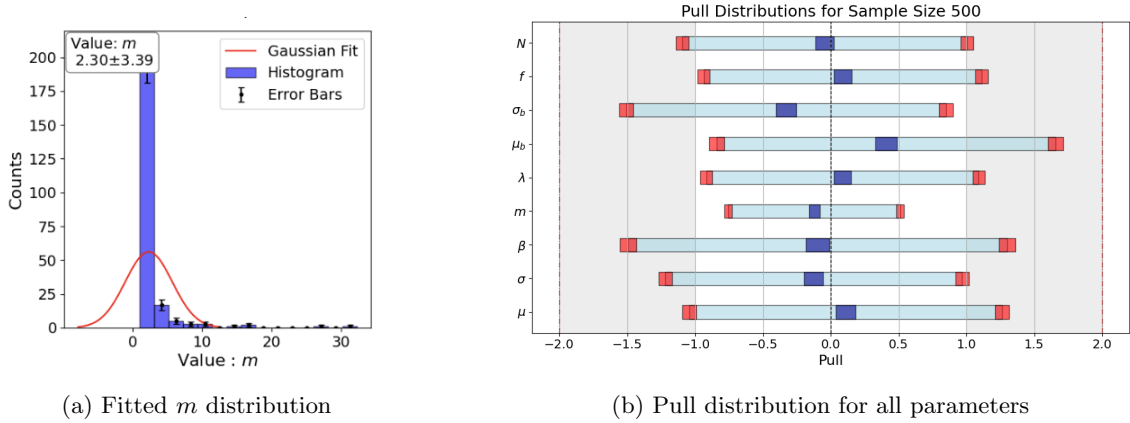 Value: m
2.30±3.39
Gaussian Fit
Histogram
Error Bars
200
175
150
125
100
75
50
25
0
Counts
0 10 20 30
Value : m
(a) Fitted m distribution
Pull Distributions for Sample Size 500
N
f
σb
μb
λ
m
β
σ
μ
−2.0 −1.5 −1.0 −0.5 0.0 0.5 1.0 1.5 2.0
Pull
(b) Pull distribution for all parameters